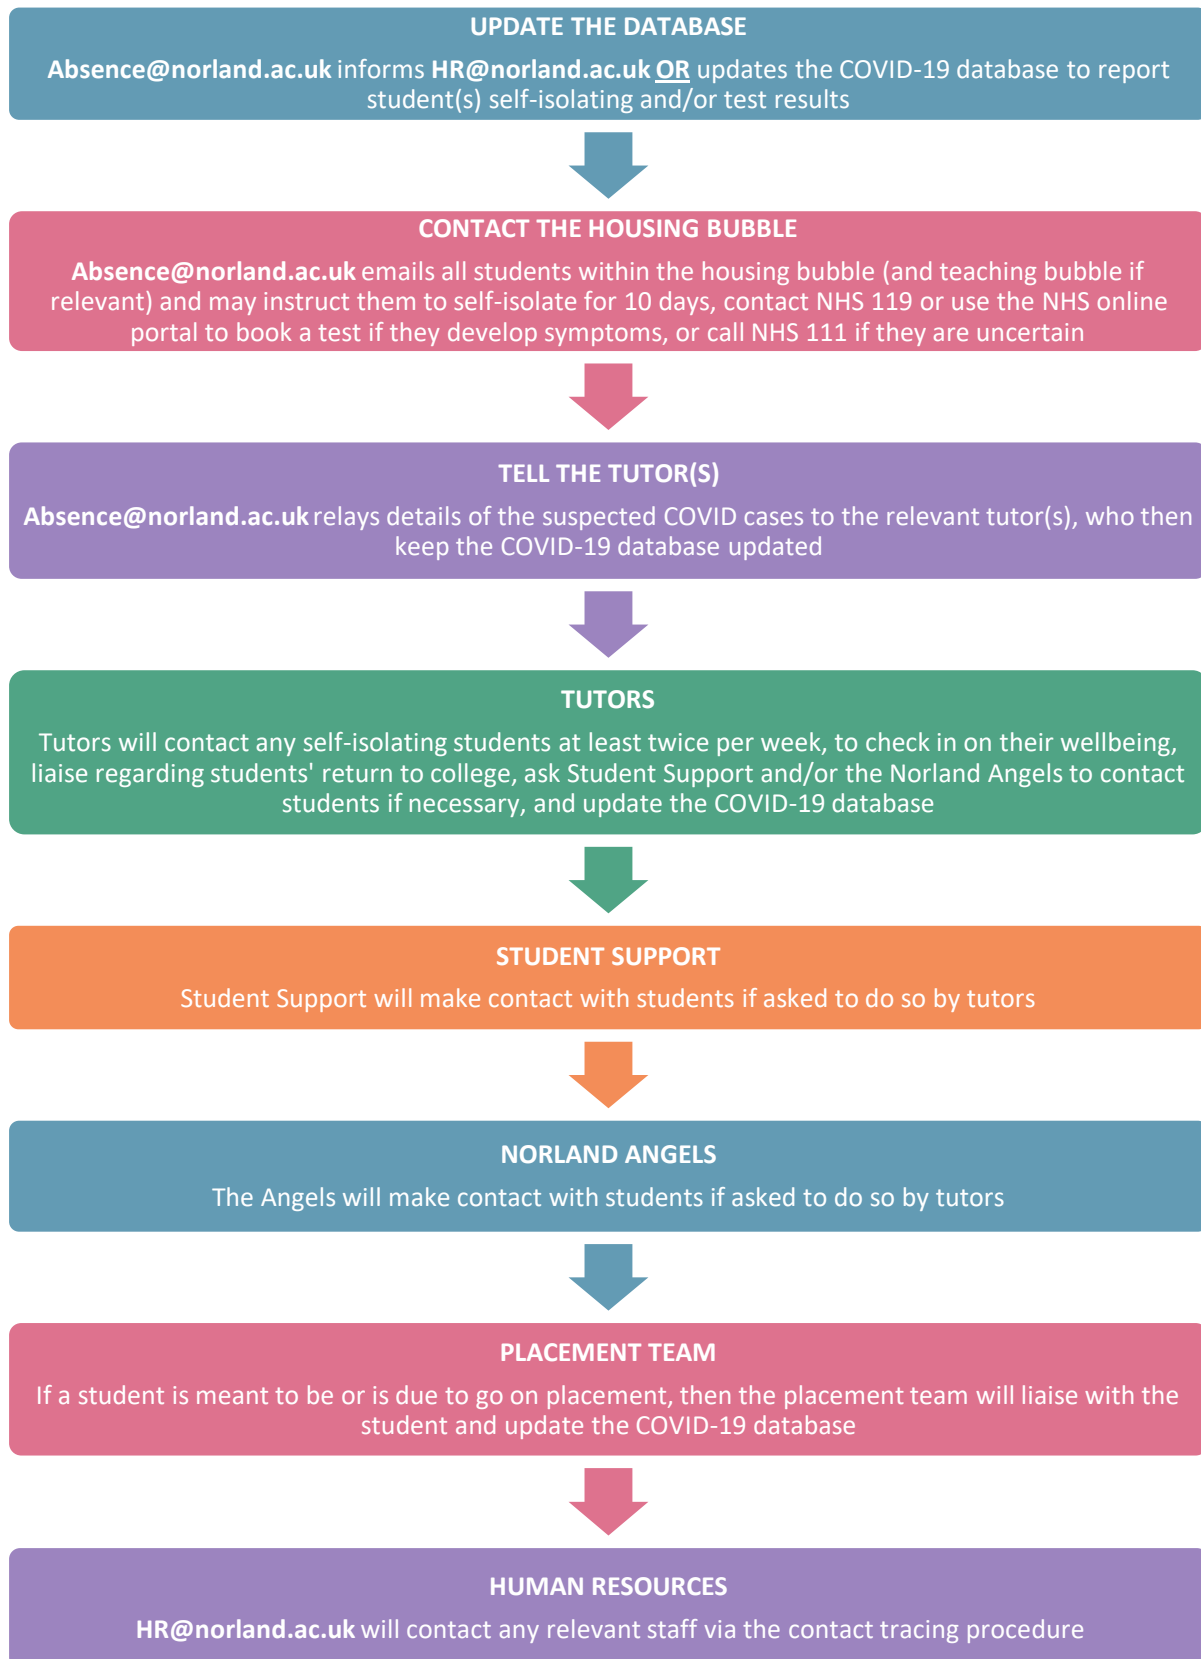 UPDATE THE DATABASE
Absence@norland.ac.uk informs HR@norland.ac.uk OR updates the COVID-19 database to report
student(s) self-isolating and/or test results
CONTACT THE HOUSING BUBBLE
Absence@norland.ac.uk emails all students within the housing bubble (and teaching bubble if
relevant) and may instruct them to self-isolate for 10 days, contact NHS 119 or use the NHS online
portal to book a test if they develop symptoms, or call NHS 111 if they are uncertain
TELL THE TUTOR(S)
Absence@norland.ac.uk relays details of the suspected COVID cases to the relevant tutor(s), who then
keep the COVID-19 database updated
TUTORS
Tutors will contact any self-isolating students at least twice per week, to check in on their wellbeing,
liaise regarding students' return to college, ask Student Support and/or the Norland Angels to contact
students if necessary, and update the COVID-19 database
STUDENT SUPPORT
Student Support will make contact with students if asked to do so by tutors
NORLAND ANGELS
The Angels will make contact with students if asked to do so by tutors
PLACEMENT TEAM
If a student is meant to be or is due to go on placement, then the placement team will liaise with the
student and update the COVID-19 database
HUMAN RESOURCES
HR@norland.ac.uk will contact any relevant staff via the contact tracing procedure